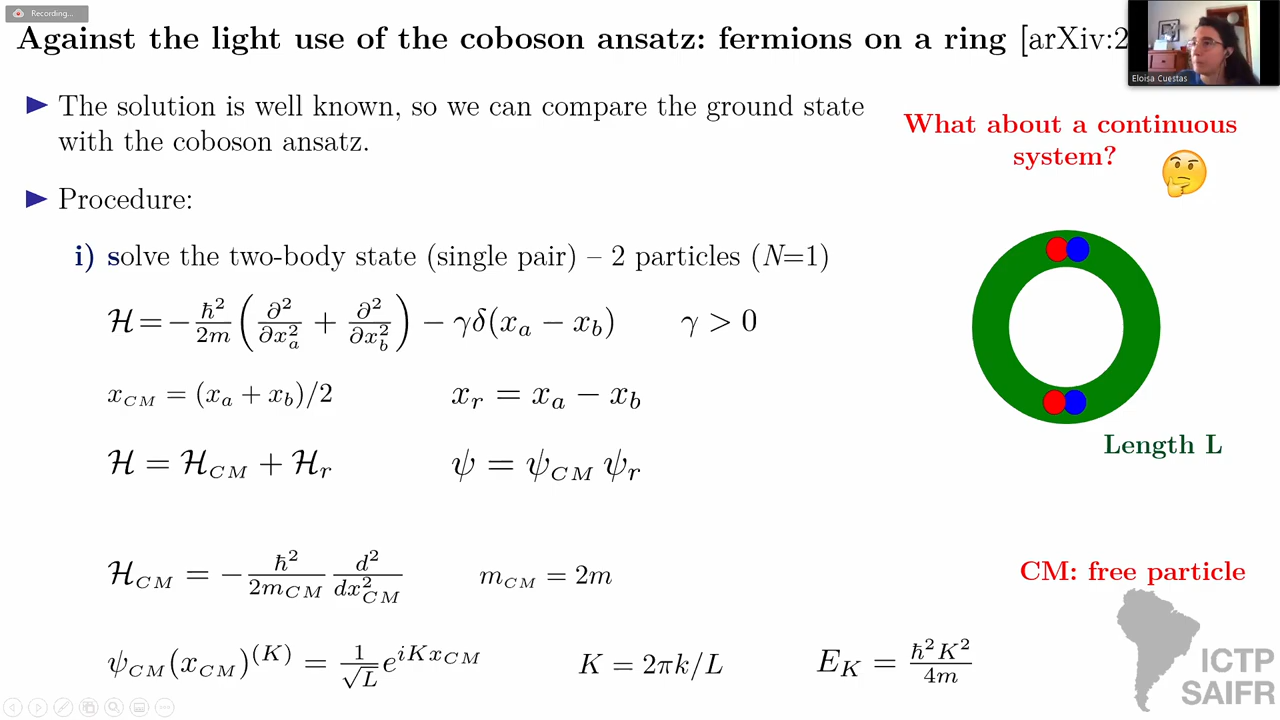 Recording...
Against the light use of the coboson ansatz: fermions on a ring [arXiv:2
Eloisa Cuestas
▶ The solution is well known, so we can compare the ground state
with the coboson ansatz.
What about a continuous
system?
▶ Procedure:
i) solve the two-body state (single pair) – 2 particles (N=1)
ℋ = −ℏ²/2m (∂²/∂x_a² + ∂²/∂x_b²) − γδ(x_a − x_b)    γ > 0
x_CM = (x_a + x_b)/2    x_r = x_a − x_b
Length L
ℋ = ℋ_CM + ℋ_r    ψ = ψ_CM ψ_r
ℋ_CM = −ℏ²/2m_CM d²/dx²_CM    m_CM = 2m
CM: free particle
ψ_CM(x_CM)^(K) = 1/√L e^{iKx_CM}    K = 2πk/L    E_K = ℏ²K²/4m
ICTP
SAIFR